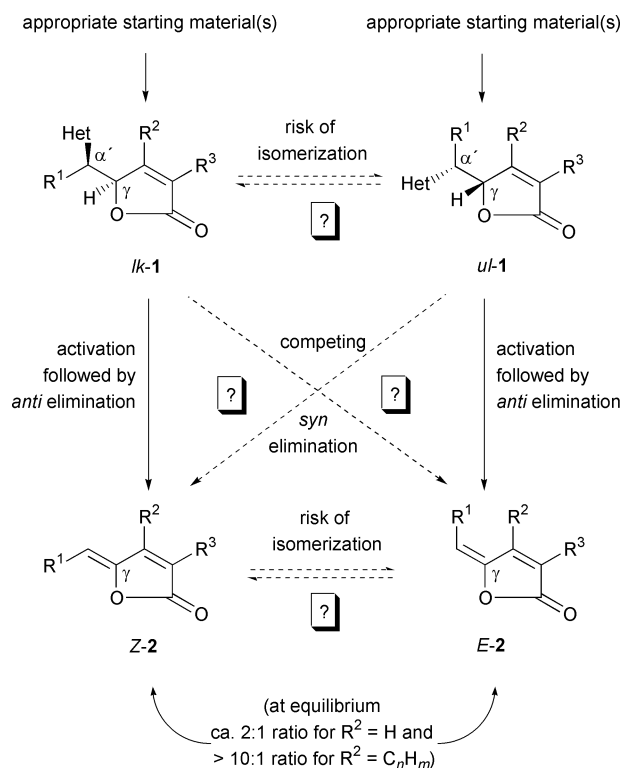 appropriate starting material(s)
appropriate starting material(s)
Het
R²
α´
R³
R¹
γ
H
O
O
lk-1
risk of
isomerization
?
R¹
R²
α´
R³
Het
γ
H
O
O
ul-1
activation
followed by
anti elimination
competing
?
?
syn
elimination
activation
followed by
anti elimination
R²
R¹
R³
γ
O
O
Z-2
risk of
isomerization
?
R¹
R²
R³
γ
O
O
E-2
(at equilibrium
ca. 2:1 ratio for R² = H and
> 10:1 ratio for R² = CₙHₘ)